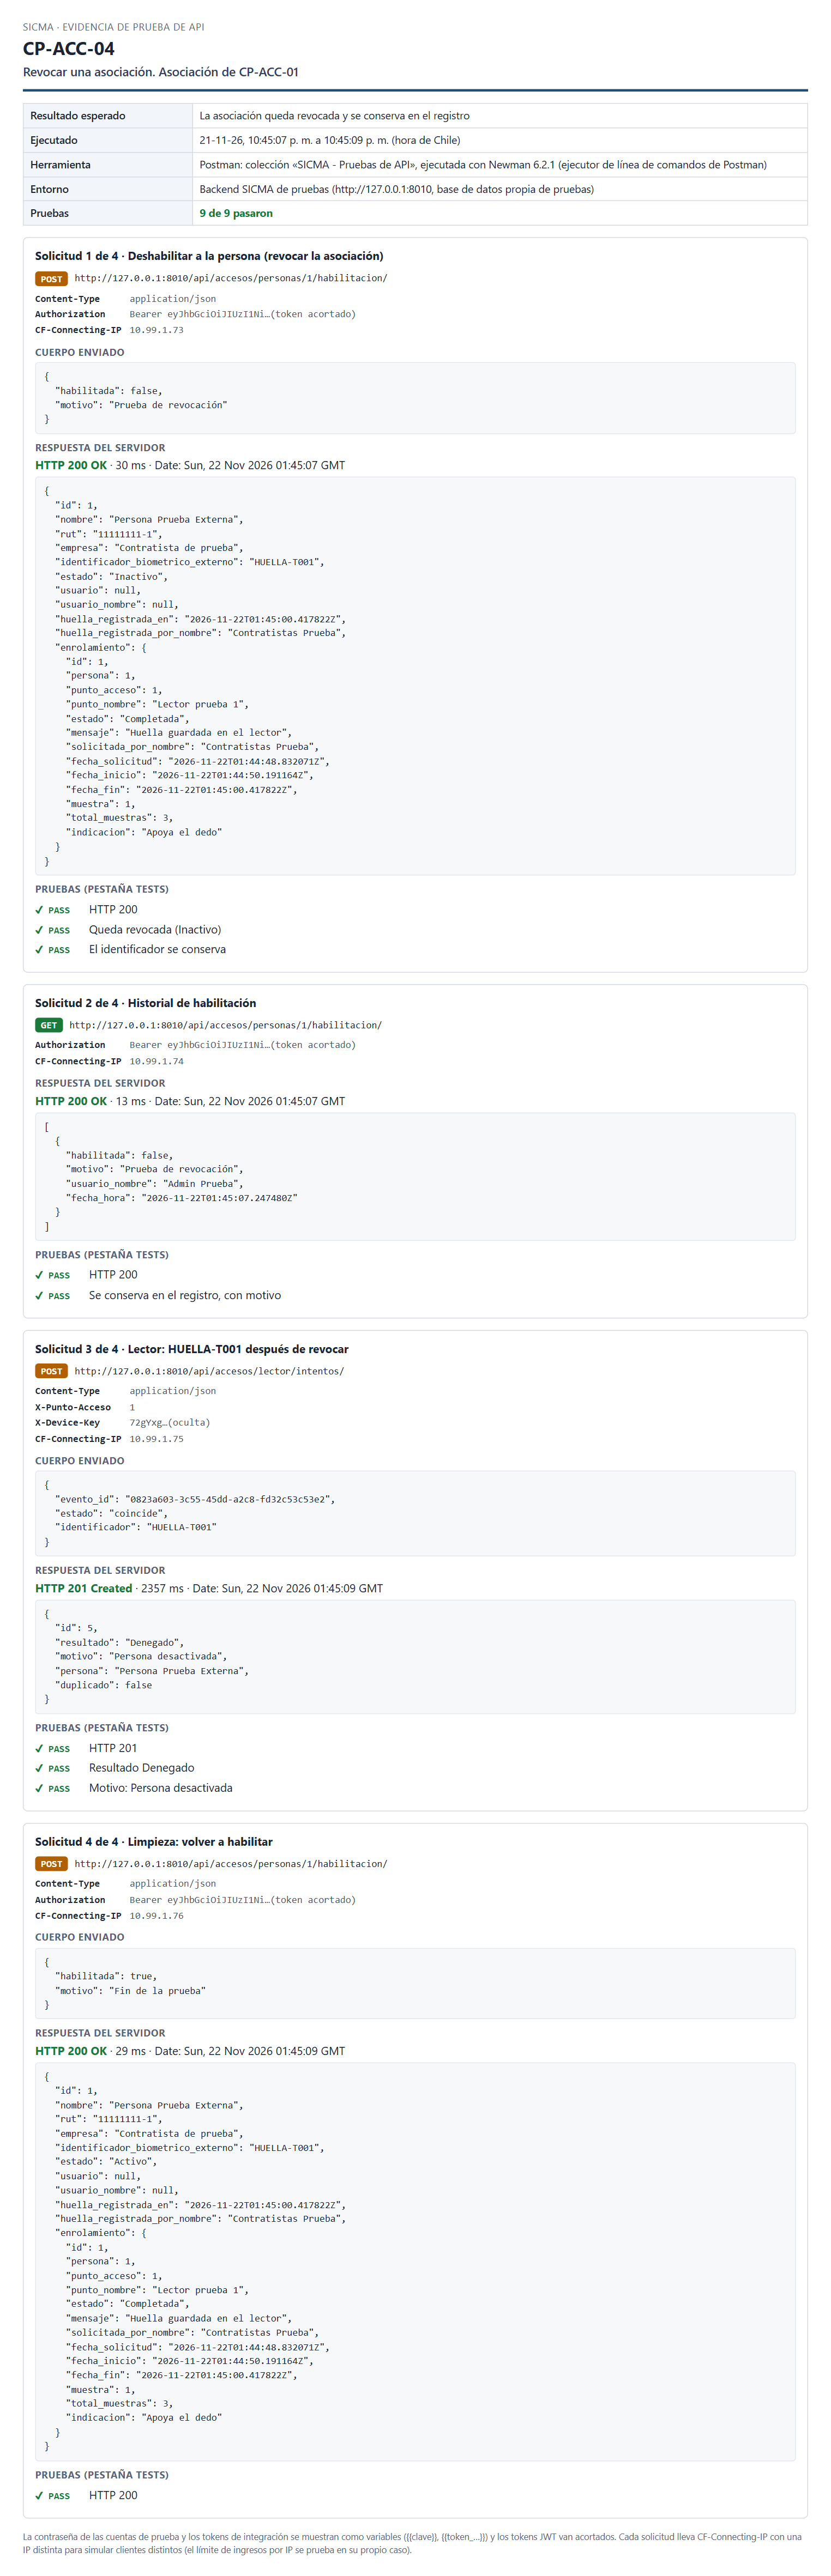 SICMA · EVIDENCIA DE PRUEBA DE API
CP-ACC-04
Revocar una asociación. Asociación de CP-ACC-01
Resultado esperado La asociación queda revocada y se conserva en el registro
Ejecutado 21-11-26, 10:45:07 p. m. a 10:45:09 p. m. (hora de Chile)
Herramienta Postman: colección «SICMA - Pruebas de API», ejecutada con Newman 6.2.1 (ejecutor de línea de comandos de Postman)
Entorno Backend SICMA de pruebas (http://127.0.0.1:8010, base de datos propia de pruebas)
Pruebas 9 de 9 pasaron
Solicitud 1 de 4 · Deshabilitar a la persona (revocar la asociación)
POST http://127.0.0.1:8010/api/accesos/personas/1/habilitacion/
Content-Type application/json
Authorization Bearer eyJhbGciOiJIUzI1Ni…(token acortado)
CF-Connecting-IP 10.99.1.73
CUERPO ENVIADO
{
"habilitada": false,
"motivo": "Prueba de revocación"
}
RESPUESTA DEL SERVIDOR
HTTP 200 OK · 30 ms · Date: Sun, 22 Nov 2026 01:45:07 GMT
{
"id": 1,
"nombre": "Persona Prueba Externa",
"rut": "11111111-1",
"empresa": "Contratista de prueba",
"identificador_biometrico_externo": "HUELLA-T001",
"estado": "Inactivo",
"usuario": null,
"usuario_nombre": null,
"huella_registrada_en": "2026-11-22T01:45:00.417822Z",
"huella_registrada_por_nombre": "Contratistas Prueba",
"enrolamiento": {
"id": 1,
"persona": 1,
"punto_acceso": 1,
"punto_nombre": "Lector prueba 1",
"estado": "Completada",
"mensaje": "Huella guardada en el lector",
"solicitada_por_nombre": "Contratistas Prueba",
"fecha_solicitud": "2026-11-22T01:44:48.832071Z",
"fecha_inicio": "2026-11-22T01:44:50.191164Z",
"fecha_fin": "2026-11-22T01:45:00.417822Z",
"muestra": 1,
"total_muestras": 3,
"indicacion": "Apoya el dedo"
}
}
PRUEBAS (PESTAÑA TESTS)
✓ PASS HTTP 200
✓ PASS Queda revocada (Inactivo)
✓ PASS El identificador se conserva
Solicitud 2 de 4 · Historial de habilitación
GET http://127.0.0.1:8010/api/accesos/personas/1/habilitacion/
Authorization Bearer eyJhbGciOiJIUzI1Ni…(token acortado)
CF-Connecting-IP 10.99.1.74
RESPUESTA DEL SERVIDOR
HTTP 200 OK · 13 ms · Date: Sun, 22 Nov 2026 01:45:07 GMT
[
{
"habilitada": false,
"motivo": "Prueba de revocación",
"usuario_nombre": "Admin Prueba",
"fecha_hora": "2026-11-22T01:45:07.247480Z"
}
]
PRUEBAS (PESTAÑA TESTS)
✓ PASS HTTP 200
✓ PASS Se conserva en el registro, con motivo
Solicitud 3 de 4 · Lector: HUELLA-T001 después de revocar
POST http://127.0.0.1:8010/api/accesos/lector/intentos/
Content-Type application/json
X-Punto-Acceso 1
X-Device-Key 72gYxg…(oculta)
CF-Connecting-IP 10.99.1.75
CUERPO ENVIADO
{
"evento_id": "0823a603-3c55-45dd-a2c8-fd32c53c53e2",
"estado": "coincide",
"identificador": "HUELLA-T001"
}
RESPUESTA DEL SERVIDOR
HTTP 201 Created · 2357 ms · Date: Sun, 22 Nov 2026 01:45:09 GMT
{
"id": 5,
"resultado": "Denegado",
"motivo": "Persona desactivada",
"persona": "Persona Prueba Externa",
"duplicado": false
}
PRUEBAS (PESTAÑA TESTS)
✓ PASS HTTP 201
✓ PASS Resultado Denegado
✓ PASS Motivo: Persona desactivada
Solicitud 4 de 4 · Limpieza: volver a habilitar
POST http://127.0.0.1:8010/api/accesos/personas/1/habilitacion/
Content-Type application/json
Authorization Bearer eyJhbGciOiJIUzI1Ni…(token acortado)
CF-Connecting-IP 10.99.1.76
CUERPO ENVIADO
{
"habilitada": true,
"motivo": "Fin de la prueba"
}
RESPUESTA DEL SERVIDOR
HTTP 200 OK · 29 ms · Date: Sun, 22 Nov 2026 01:45:09 GMT
{
"id": 1,
"nombre": "Persona Prueba Externa",
"rut": "11111111-1",
"empresa": "Contratista de prueba",
"identificador_biometrico_externo": "HUELLA-T001",
"estado": "Activo",
"usuario": null,
"usuario_nombre": null,
"huella_registrada_en": "2026-11-22T01:45:00.417822Z",
"huella_registrada_por_nombre": "Contratistas Prueba",
"enrolamiento": {
"id": 1,
"persona": 1,
"punto_acceso": 1,
"punto_nombre": "Lector prueba 1",
"estado": "Completada",
"mensaje": "Huella guardada en el lector",
"solicitada_por_nombre": "Contratistas Prueba",
"fecha_solicitud": "2026-11-22T01:44:48.832071Z",
"fecha_inicio": "2026-11-22T01:44:50.191164Z",
"fecha_fin": "2026-11-22T01:45:00.417822Z",
"muestra": 1,
"total_muestras": 3,
"indicacion": "Apoya el dedo"
}
}
PRUEBAS (PESTAÑA TESTS)
✓ PASS HTTP 200
La contraseña de las cuentas de prueba y los tokens de integración se muestran como variables ({{clave}}, {{token_…}}) y los tokens JWT van acortados. Cada solicitud lleva CF-Connecting-IP con una
IP distinta para simular clientes distintos (el límite de ingresos por IP se prueba en su propio caso).